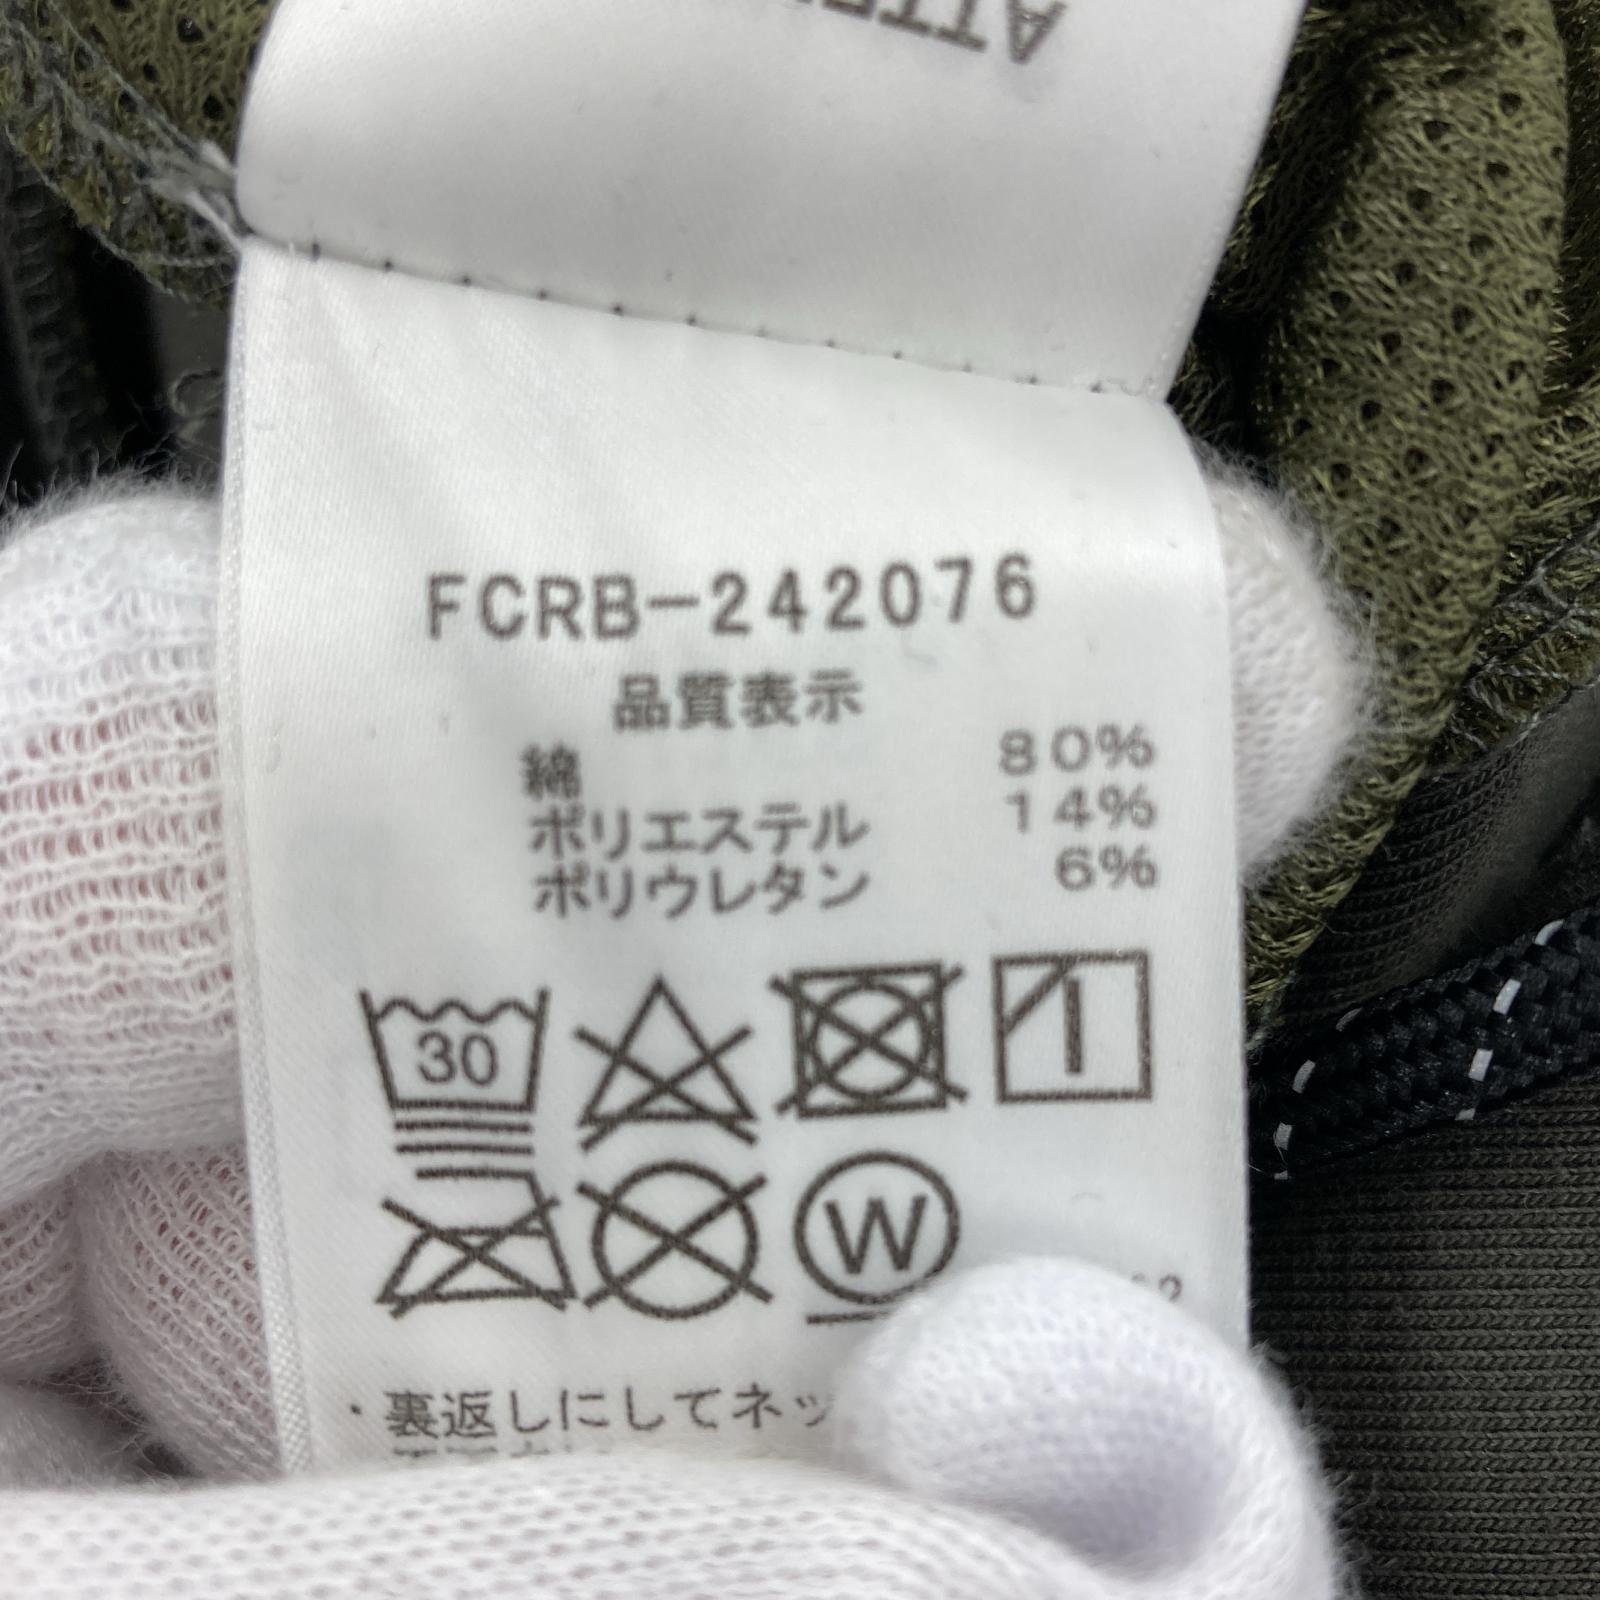 FCRB-242076
品質表示
綿 80%
ポリエステル 14%
ポリウレタン 6%
30
W
・裏返しにしてネッ